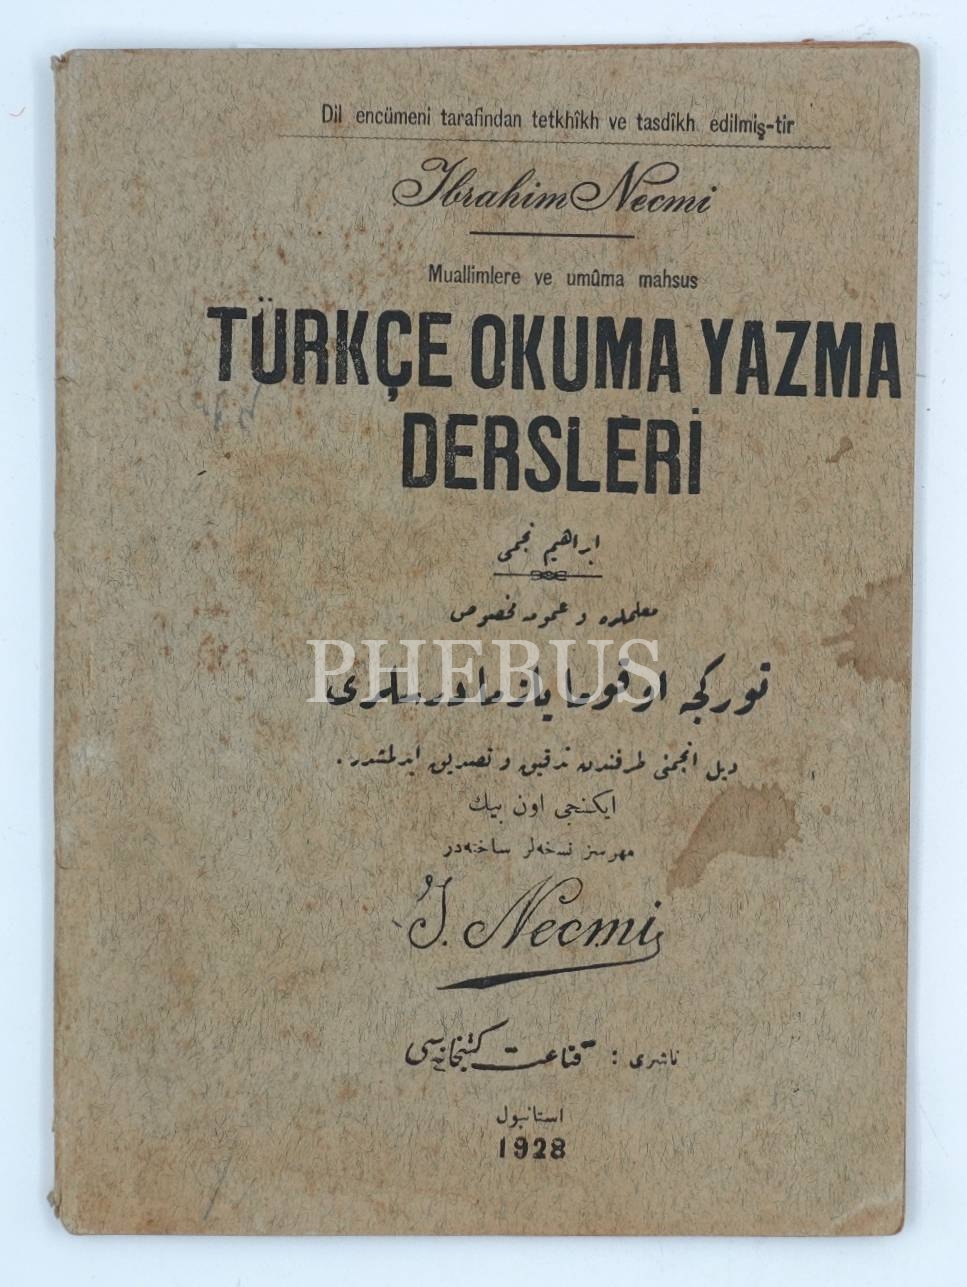 Dil encümeni tarafından tetkhîkh ve tasdîkh edilmiş-tir
Ibrahim Necmi
Muallimlere ve umûma mahsus
TÜRKÇE OKUMA YAZMA
DERSLERİ
ابراهیم نجمی
معلملره و عمومه مخصوص
تورکجه اوقوما یازما درسلری
PHEBUS
دیل انجمنی طرفندن تدقیق و تصدیق ایدلمشدر .
ایکنجی اون بیك
مهرسز نسخه‌لر ساخته‌در
I. Necmi
ناشری : قناعت کتبخانه‌سی
استانبول
1928